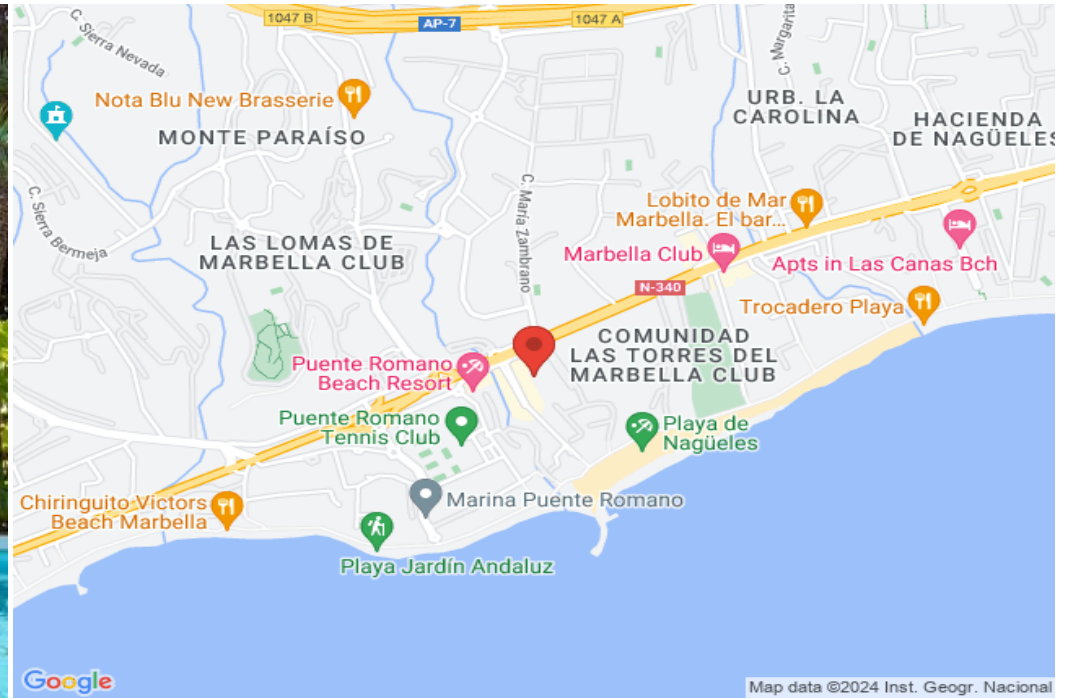 1047 B
AP-7
1047 A
C. Sierra Nevada
C. Margarita
Nota Blu New Brasserie
MONTE PARAÍSO
URB. LA
CAROLINA
HACIENDA
DE NAGÜELES
C. María Zambrano
C. Sierra Bermeja
Lobito de Mar
Marbella. El bar...
LAS LOMAS DE
MARBELLA CLUB
Marbella Club
Apts in Las Canas Bch
N-340
Trocadero Playa
COMUNIDAD
LAS TORRES DEL
MARBELLA CLUB
Puente Romano
Beach Resort
Puente Romano
Tennis Club
Playa de
Nagüeles
Chiringuito Victors
Beach Marbella
Marina Puente Romano
Playa Jardín Andaluz
Google
Map data ©2024 Inst. Geogr. Nacional